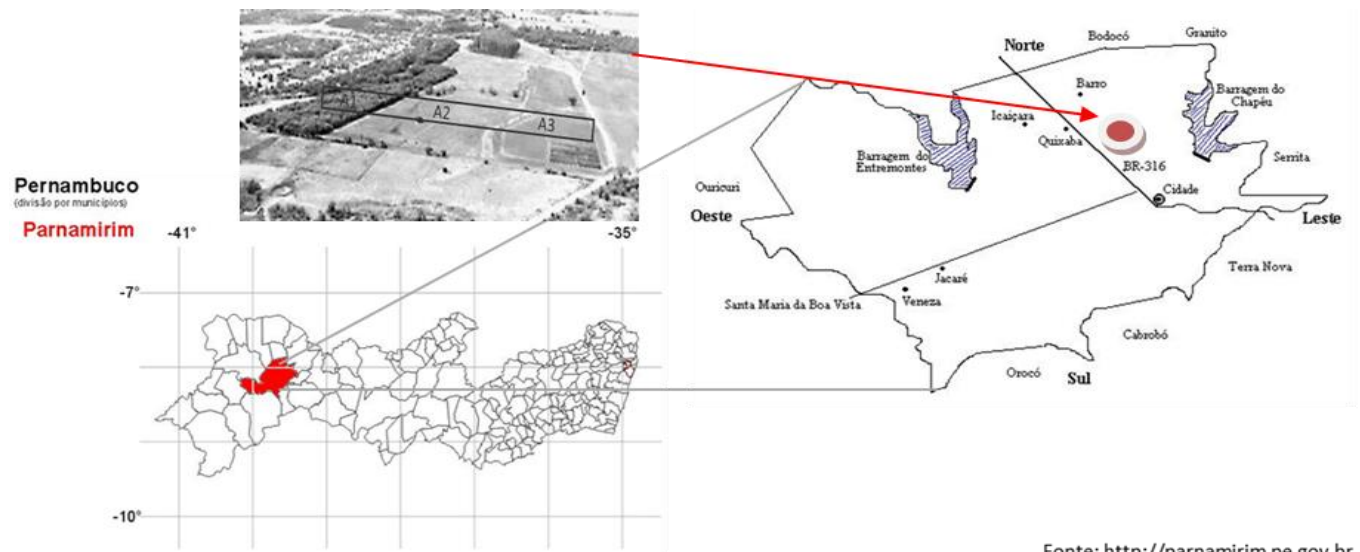 A1
A2
A3
Pernambuco
(divisão por municípios)
Parnamirim
-41°
-35°
-7°
-10°
Norte
Bodocó
Granito
Barro
Icaiçara
Quixaba
Barragem do
Chapéu
Barragem do
Entremontes
BR-316
Serrita
Ouricuri
Oeste
Cidade
Leste
Terra Nova
Jacaré
Santa Maria da Boa Vista
Veneza
Cabrobó
Orocó
Sul
Fonte: http://parnamirim.pe.gov.br